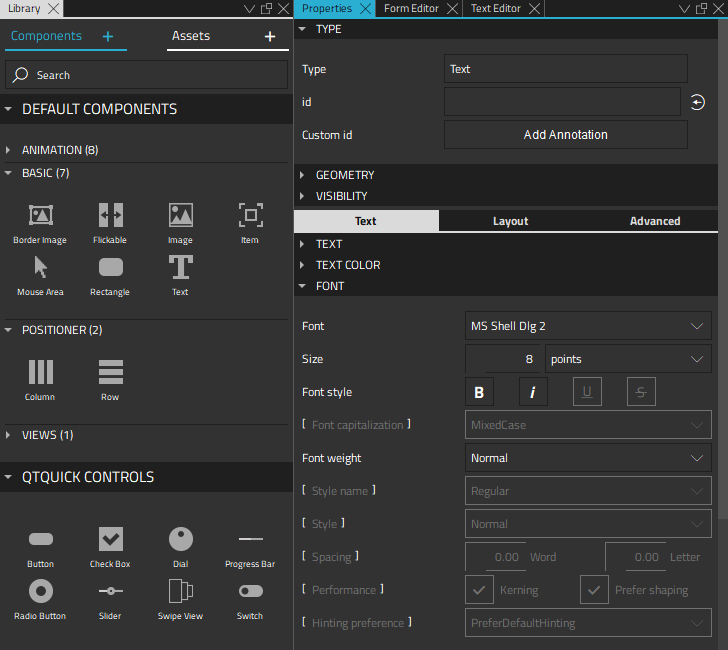 Library
Components +
Assets +
Search
DEFAULT COMPONENTS
ANIMATION (8)
BASIC (7)
Border Image Flickable Image Item
Mouse Area Rectangle Text
POSITIONER (2)
Column Row
VIEWS (1)
QTQUICK CONTROLS
Button Check Box Dial Progress Bar
Radio Button Slider Swipe View Switch
Properties Form Editor Text Editor
TYPE
Type Text
id
Custom id Add Annotation
GEOMETRY
VISIBILITY
Text Layout Advanced
TEXT
TEXT COLOR
FONT
Font MS Shell Dlg 2
Size 8 points
Font style B i U S
[ Font capitalization ] MixedCase
Font weight Normal
[ Style name ] Regular
[ Style ] Normal
[ Spacing ] 0.00 Word 0.00 Letter
[ Performance ] Kerning Prefer shaping
[ Hinting preference ] PreferDefaultHinting